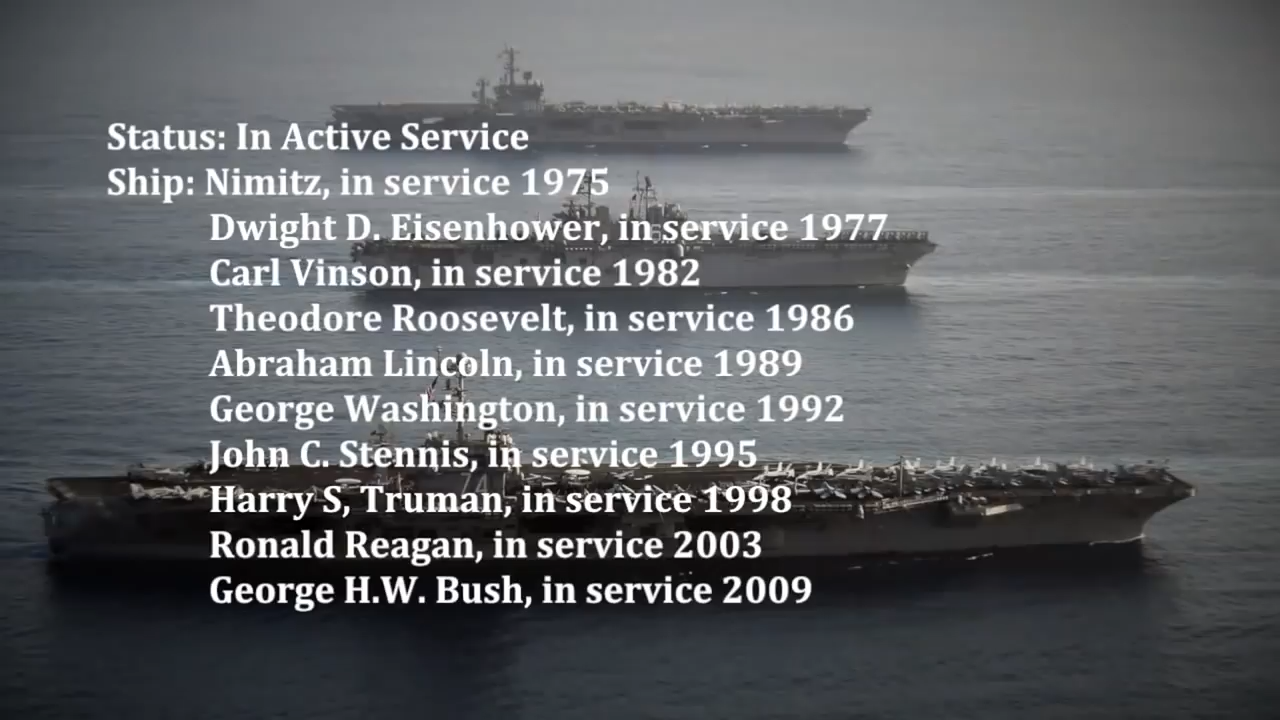 Status: In Active Service
Ship: Nimitz, in service 1975
Dwight D. Eisenhower, in service 1977
Carl Vinson, in service 1982
Theodore Roosevelt, in service 1986
Abraham Lincoln, in service 1989
George Washington, in service 1992
John C. Stennis, in service 1995
74
Harry S, Truman, in service 1998
Ronald Reagan, in service 2003
George H.W. Bush, in service 2009